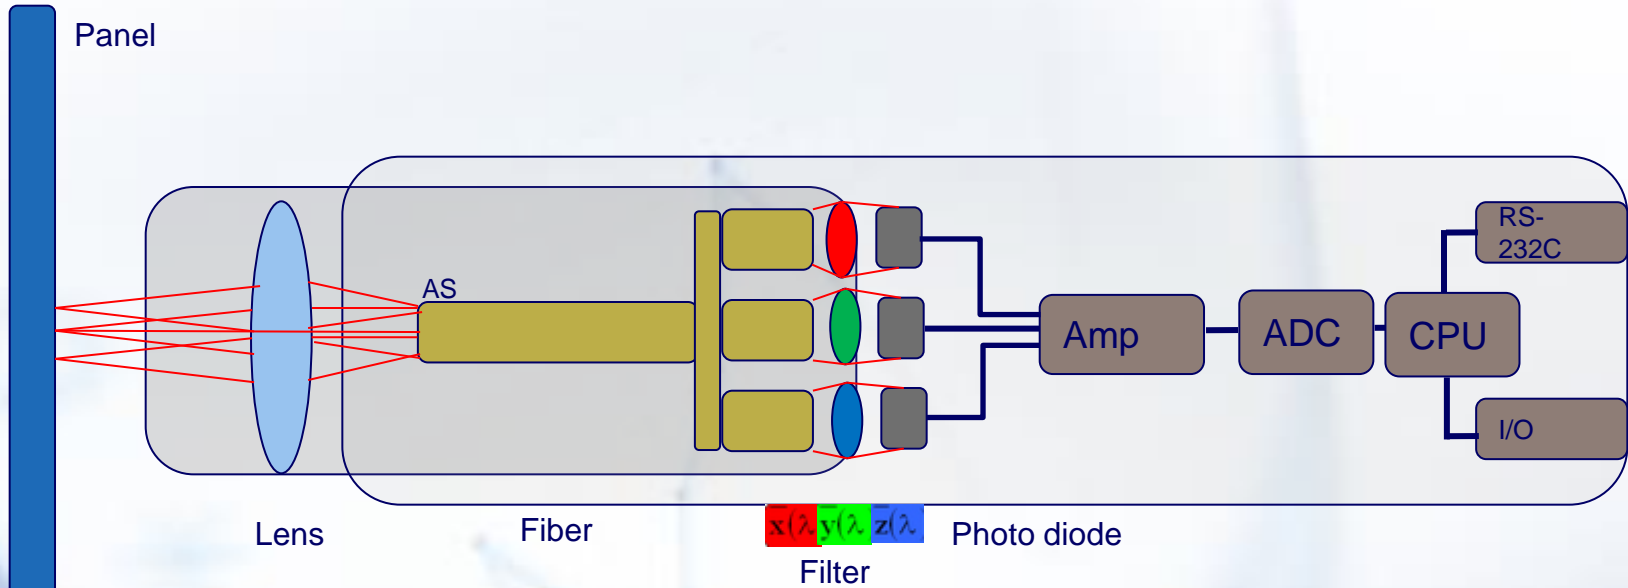 Panel
AS
RS-
232C
Amp
ADC
CPU
I/O
Lens
Fiber
x̄(λ ȳ(λ z̄(λ
Photo diode
Filter